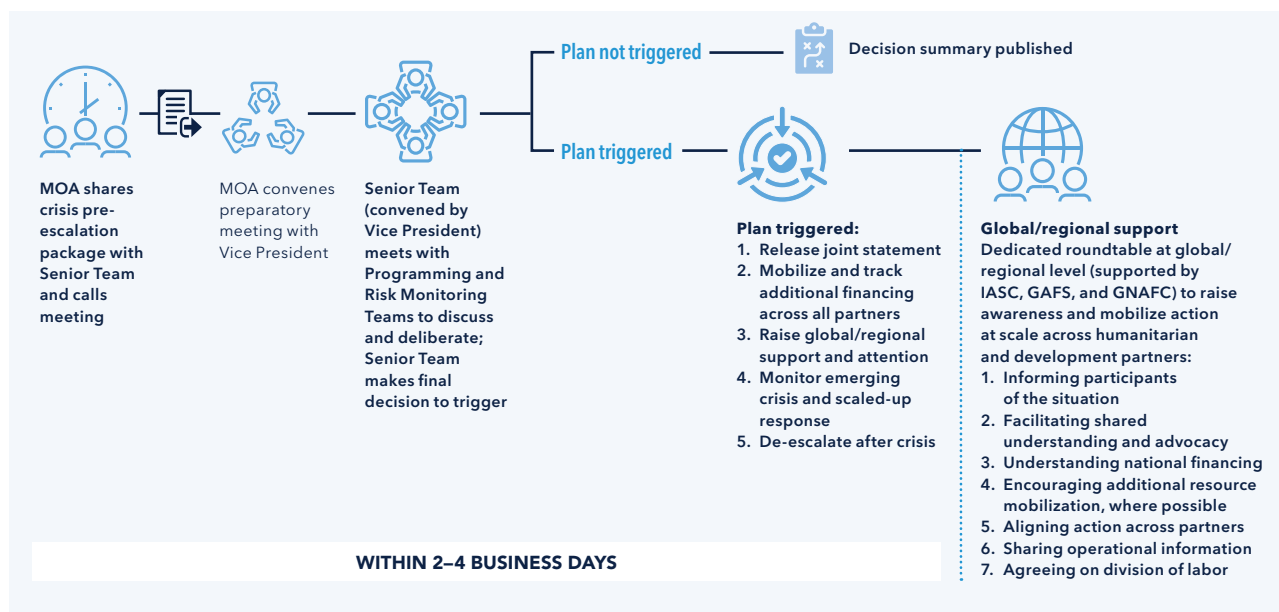 Plan not triggered
Decision summary published
Plan triggered
MOA shares
crisis pre-
escalation
package with
Senior Team
and calls
meeting
MOA convenes
preparatory
meeting with
Vice President
Senior Team
(convened by
Vice President)
meets with
Programming and
Risk Monitoring
Teams to discuss
and deliberate;
Senior Team
makes final
decision to trigger
Plan triggered:
1. Release joint statement
2. Mobilize and track
additional financing
across all partners
3. Raise global/regional
support and attention
4. Monitor emerging
crisis and scaled-up
response
5. De-escalate after crisis
Global/regional support
Dedicated roundtable at global/
regional level (supported by
IASC, GAFS, and GNAFC) to raise
awareness and mobilize action
at scale across humanitarian
and development partners:
1. Informing participants
of the situation
2. Facilitating shared
understanding and advocacy
3. Understanding national financing
4. Encouraging additional resource
mobilization, where possible
5. Aligning action across partners
6. Sharing operational information
7. Agreeing on division of labor
WITHIN 2–4 BUSINESS DAYS